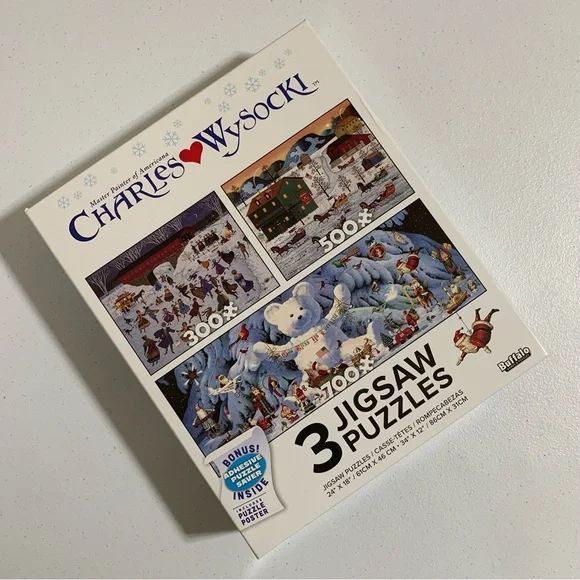 Master Painter of Americana
CHARLES WYSOCKI™
300
500
700
3 JIGSAW
PUZZLES
JIGSAW PUZZLES / CASSE-TÊTES / ROMPECABEZAS
24" X 18" / 61CM X 46 CM • 34" X 12" / 86CM X 31CM
Buffalo
BONUS!
ADHESIVE
PUZZLE
SAVER
INSIDE
INCLUDES
PUZZLE
POSTER